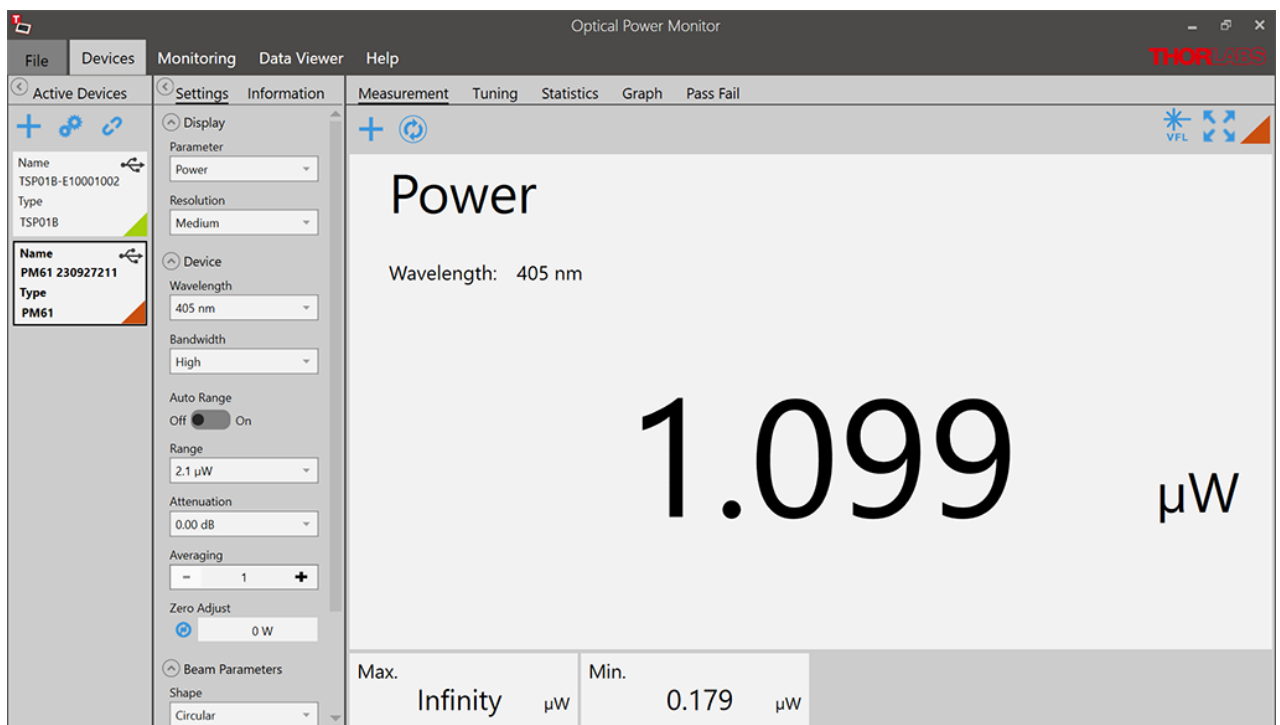 Optical Power Monitor
File Devices Monitoring Data Viewer Help
THORLABS
Active Devices
Name
TSP01B-E10001002
Type
TSP01B
Name
PM61 230927211
Type
PM61
Settings Information
Display
Parameter
Power
Resolution
Medium
Device
Wavelength
405 nm
Bandwidth
High
Auto Range
Off On
Range
2.1 µW
Attenuation
0.00 dB
Averaging
- 1 +
Zero Adjust
0 W
Beam Parameters
Shape
Circular
Measurement Tuning Statistics Graph Pass Fail
VFL
Power
Wavelength: 405 nm
1.099 µW
Max.
Infinity µW
Min.
0.179 µW